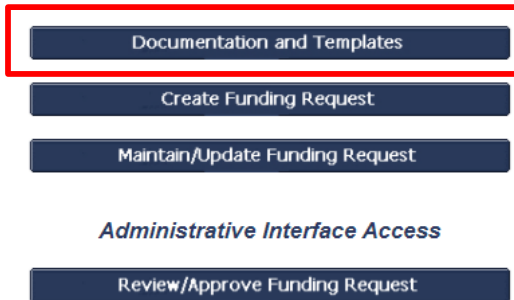 Documentation and Templates
Create Funding Request
Maintain/Update Funding Request
Administrative Interface Access
Review/Approve Funding Request